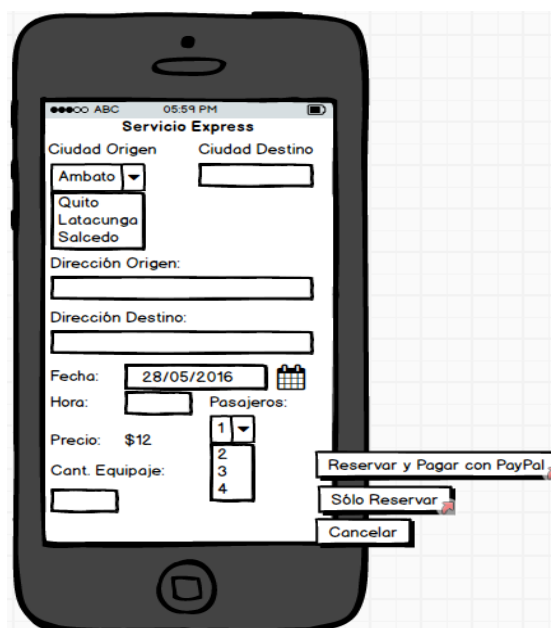 ABC 05:59 PM
Servicio Express
Ciudad Origen Ciudad Destino
Ambato
Quito
Latacunga
Salcedo
Dirección Origen:
Dirección Destino:
Fecha: 28/05/2016
Hora: Pasajeros:
1
Precio: $12
2
Cant. Equipaje:
3
4
Reservar y Pagar con PayPal
Sólo Reservar
Cancelar